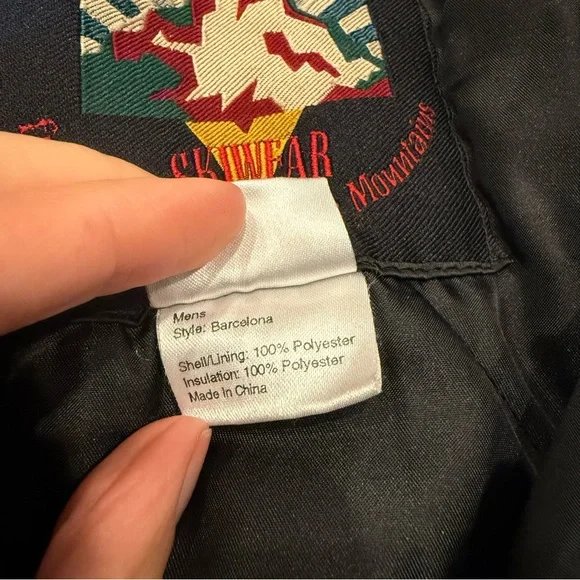 SKIWEAR
Mountains
Mens
Style: Barcelona
Shell/Lining: 100% Polyester
Insulation: 100% Polyester
Made In China